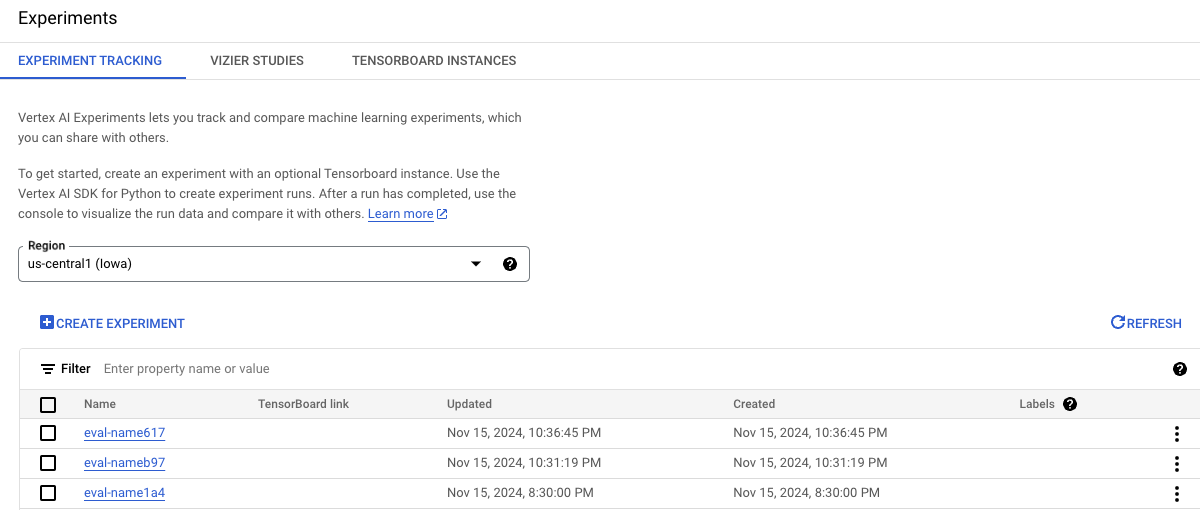 Experiments
EXPERIMENT TRACKING VIZIER STUDIES TENSORBOARD INSTANCES
Vertex AI Experiments lets you track and compare machine learning experiments, which
you can share with others.
To get started, create an experiment with an optional Tensorboard instance. Use the
Vertex AI SDK for Python to create experiment runs. After a run has completed, use the
console to visualize the run data and compare it with others. Learn more
Region
us-central1 (Iowa)
CREATE EXPERIMENT REFRESH
Filter Enter property name or value
Name TensorBoard link Updated Created Labels
eval-name617 Nov 15, 2024, 10:36:45 PM Nov 15, 2024, 10:36:45 PM
eval-nameb97 Nov 15, 2024, 10:31:19 PM Nov 15, 2024, 10:31:19 PM
eval-name1a4 Nov 15, 2024, 8:30:00 PM Nov 15, 2024, 8:30:00 PM